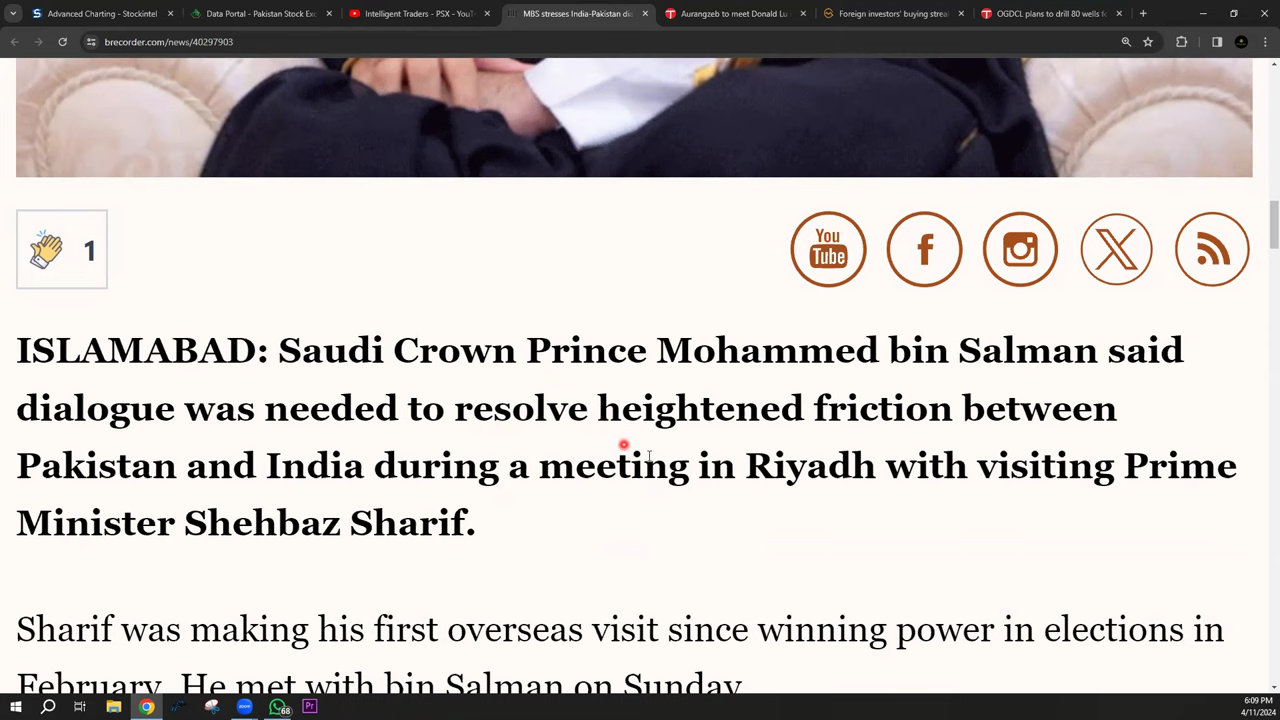 Advanced Charting - Stockintel
Data Portal - Pakistan Stock Exc
Intelligent Traders - PSX - YouT
MBS stresses India-Pakistan di
Aurangzeb to meet Donald Lu
Foreign investors' buying strea
OGDCL plans to drill 80 wells f
brecorder.com/news/40297903
1
You
Tube
ISLAMABAD: Saudi Crown Prince Mohammed bin Salman said
dialogue was needed to resolve heightened friction between
Pakistan and India during a meeting in Riyadh with visiting Prime
Minister Shehbaz Sharif.
Sharif was making his first overseas visit since winning power in elections in
February. He met with bin Salman on Sunday.
zoom
68
Pr
6:09 PM
4/11/2024